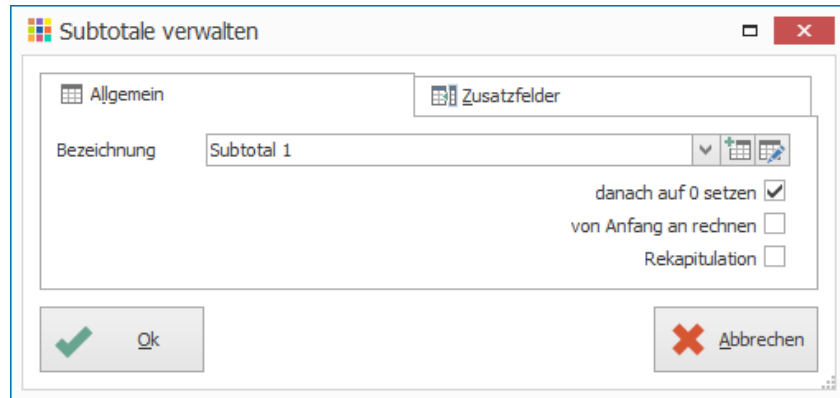 Subtotale verwalten
Allgemein
Zusatzfelder
Bezeichnung
Subtotal 1
danach auf 0 setzen
von Anfang an rechnen
Rekapitulation
Ok
Abbrechen